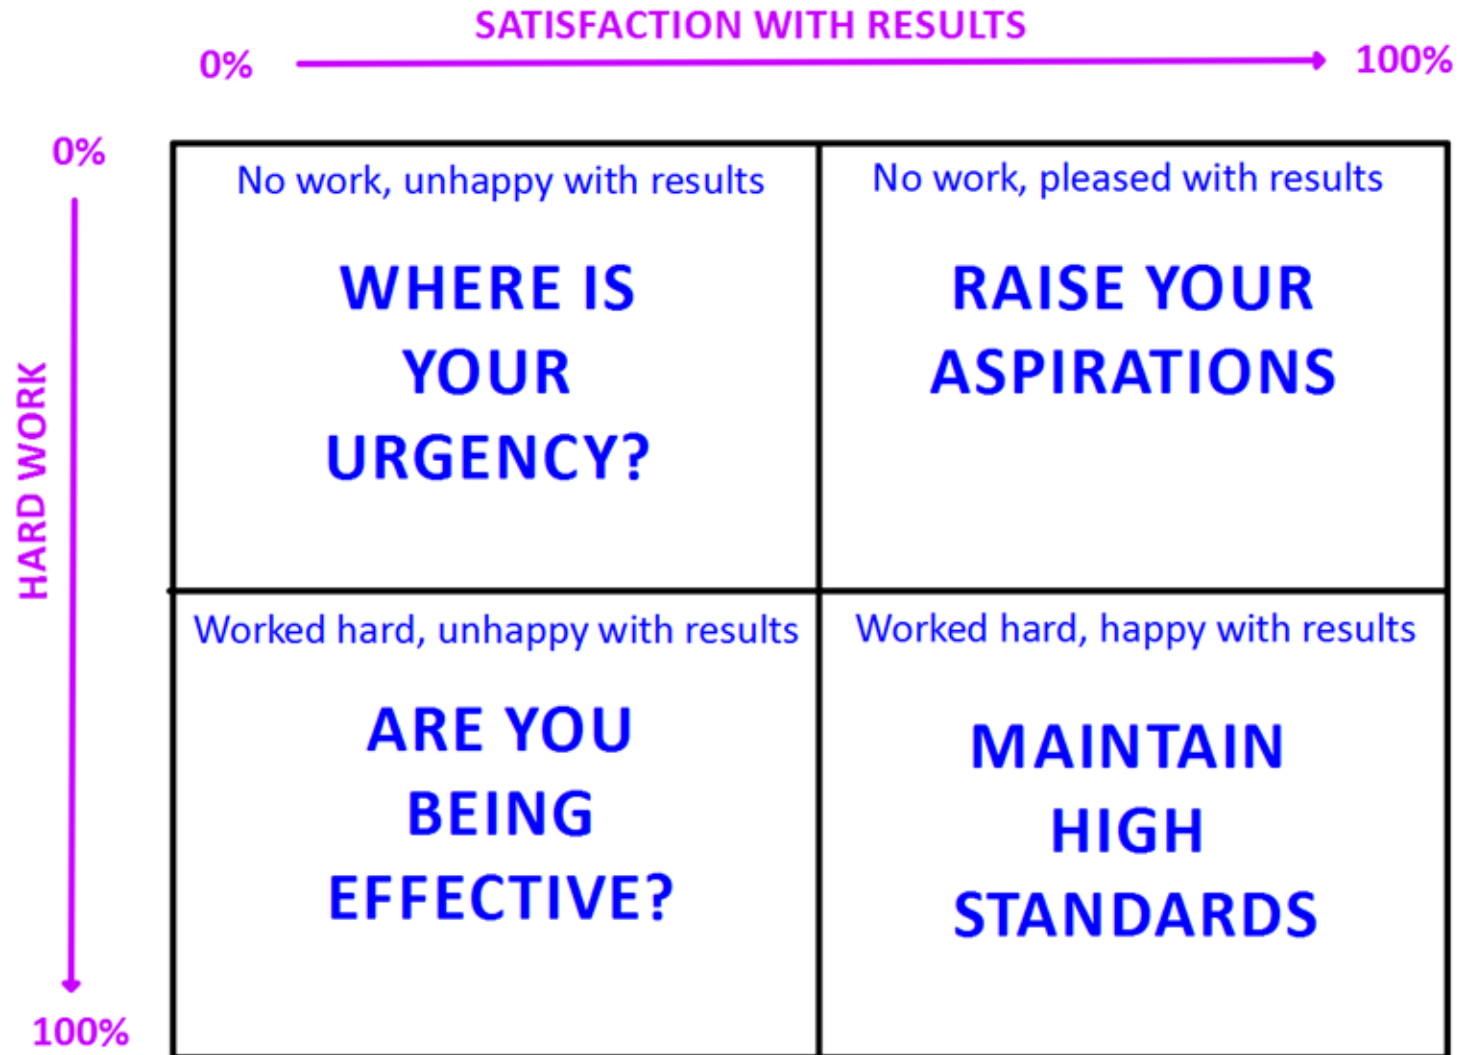 SATISFACTION WITH RESULTS
0%
100%
0%
HARD WORK
100%
No work, unhappy with results
WHERE IS
YOUR
URGENCY?
No work, pleased with results
RAISE YOUR
ASPIRATIONS
Worked hard, unhappy with results
ARE YOU
BEING
EFFECTIVE?
Worked hard, happy with results
MAINTAIN
HIGH
STANDARDS